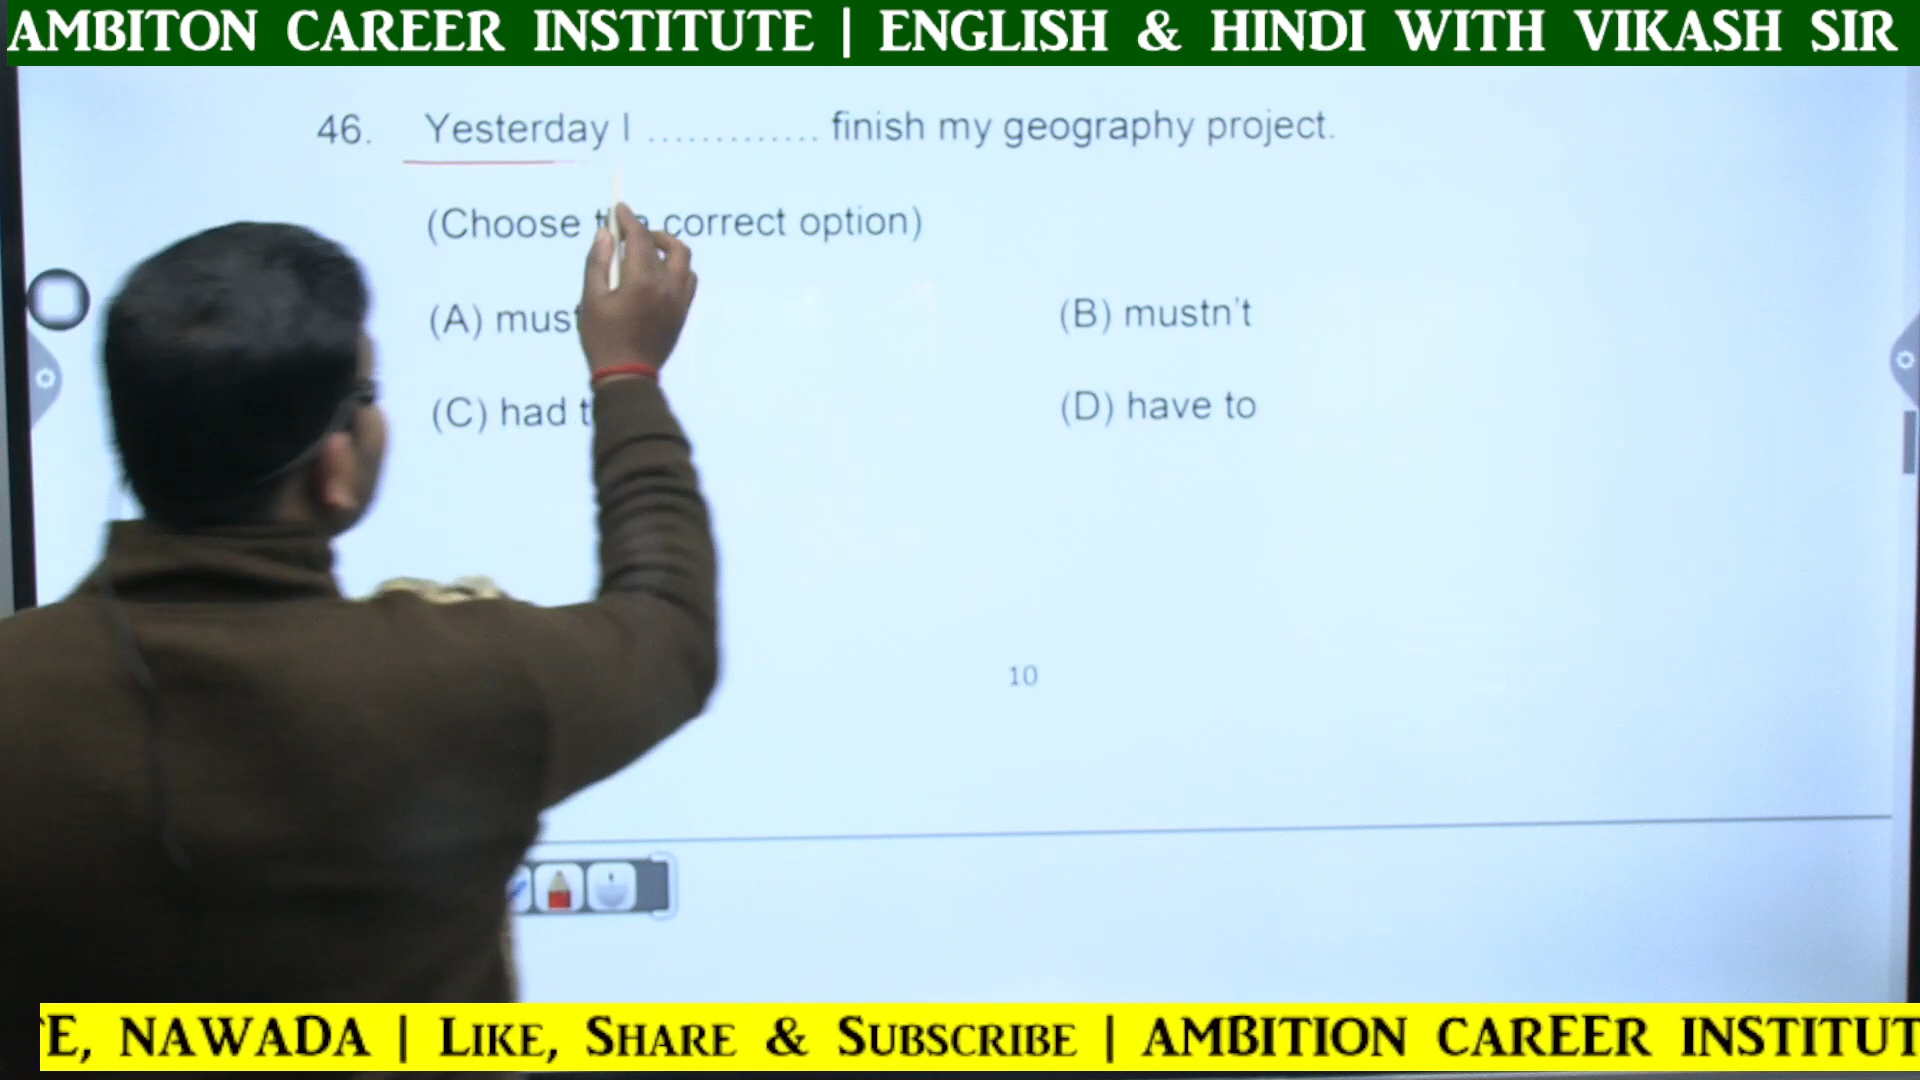 AMBITON CAREER INSTITUTE | ENGLISH & HINDI WITH VIKASH SIR
46. Yesterday I ............. finish my geography project.
(Choose correct option)
(A) must
(B) mustn't
(C) had
(D) have to
10
E, NAWADA | LIKE, SHARE & SUBSCRIBE | AMBITION CAREER INSTITUT